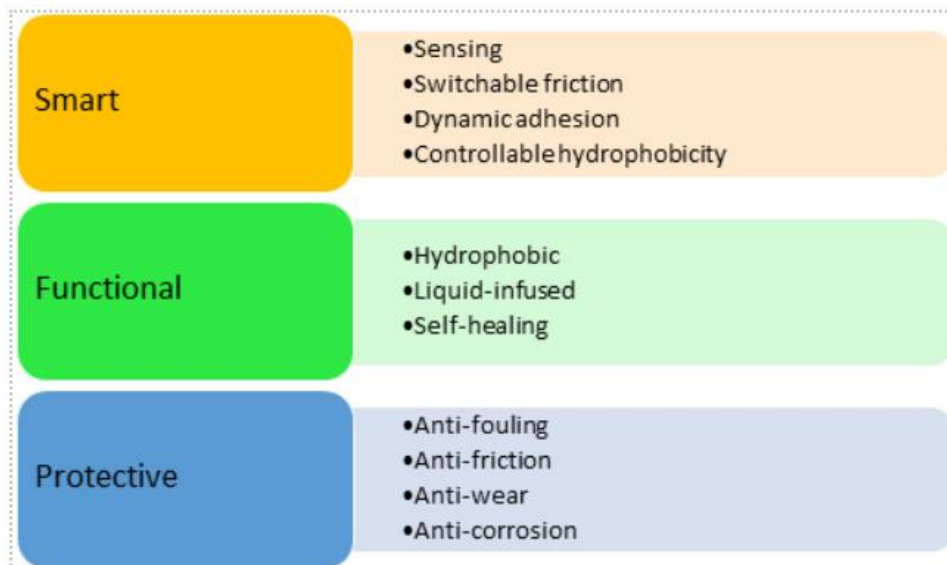 Smart
•Sensing
•Switchable friction
•Dynamic adhesion
•Controllable hydrophobicity
Functional
•Hydrophobic
•Liquid-infused
•Self-healing
Protective
•Anti-fouling
•Anti-friction
•Anti-wear
•Anti-corrosion